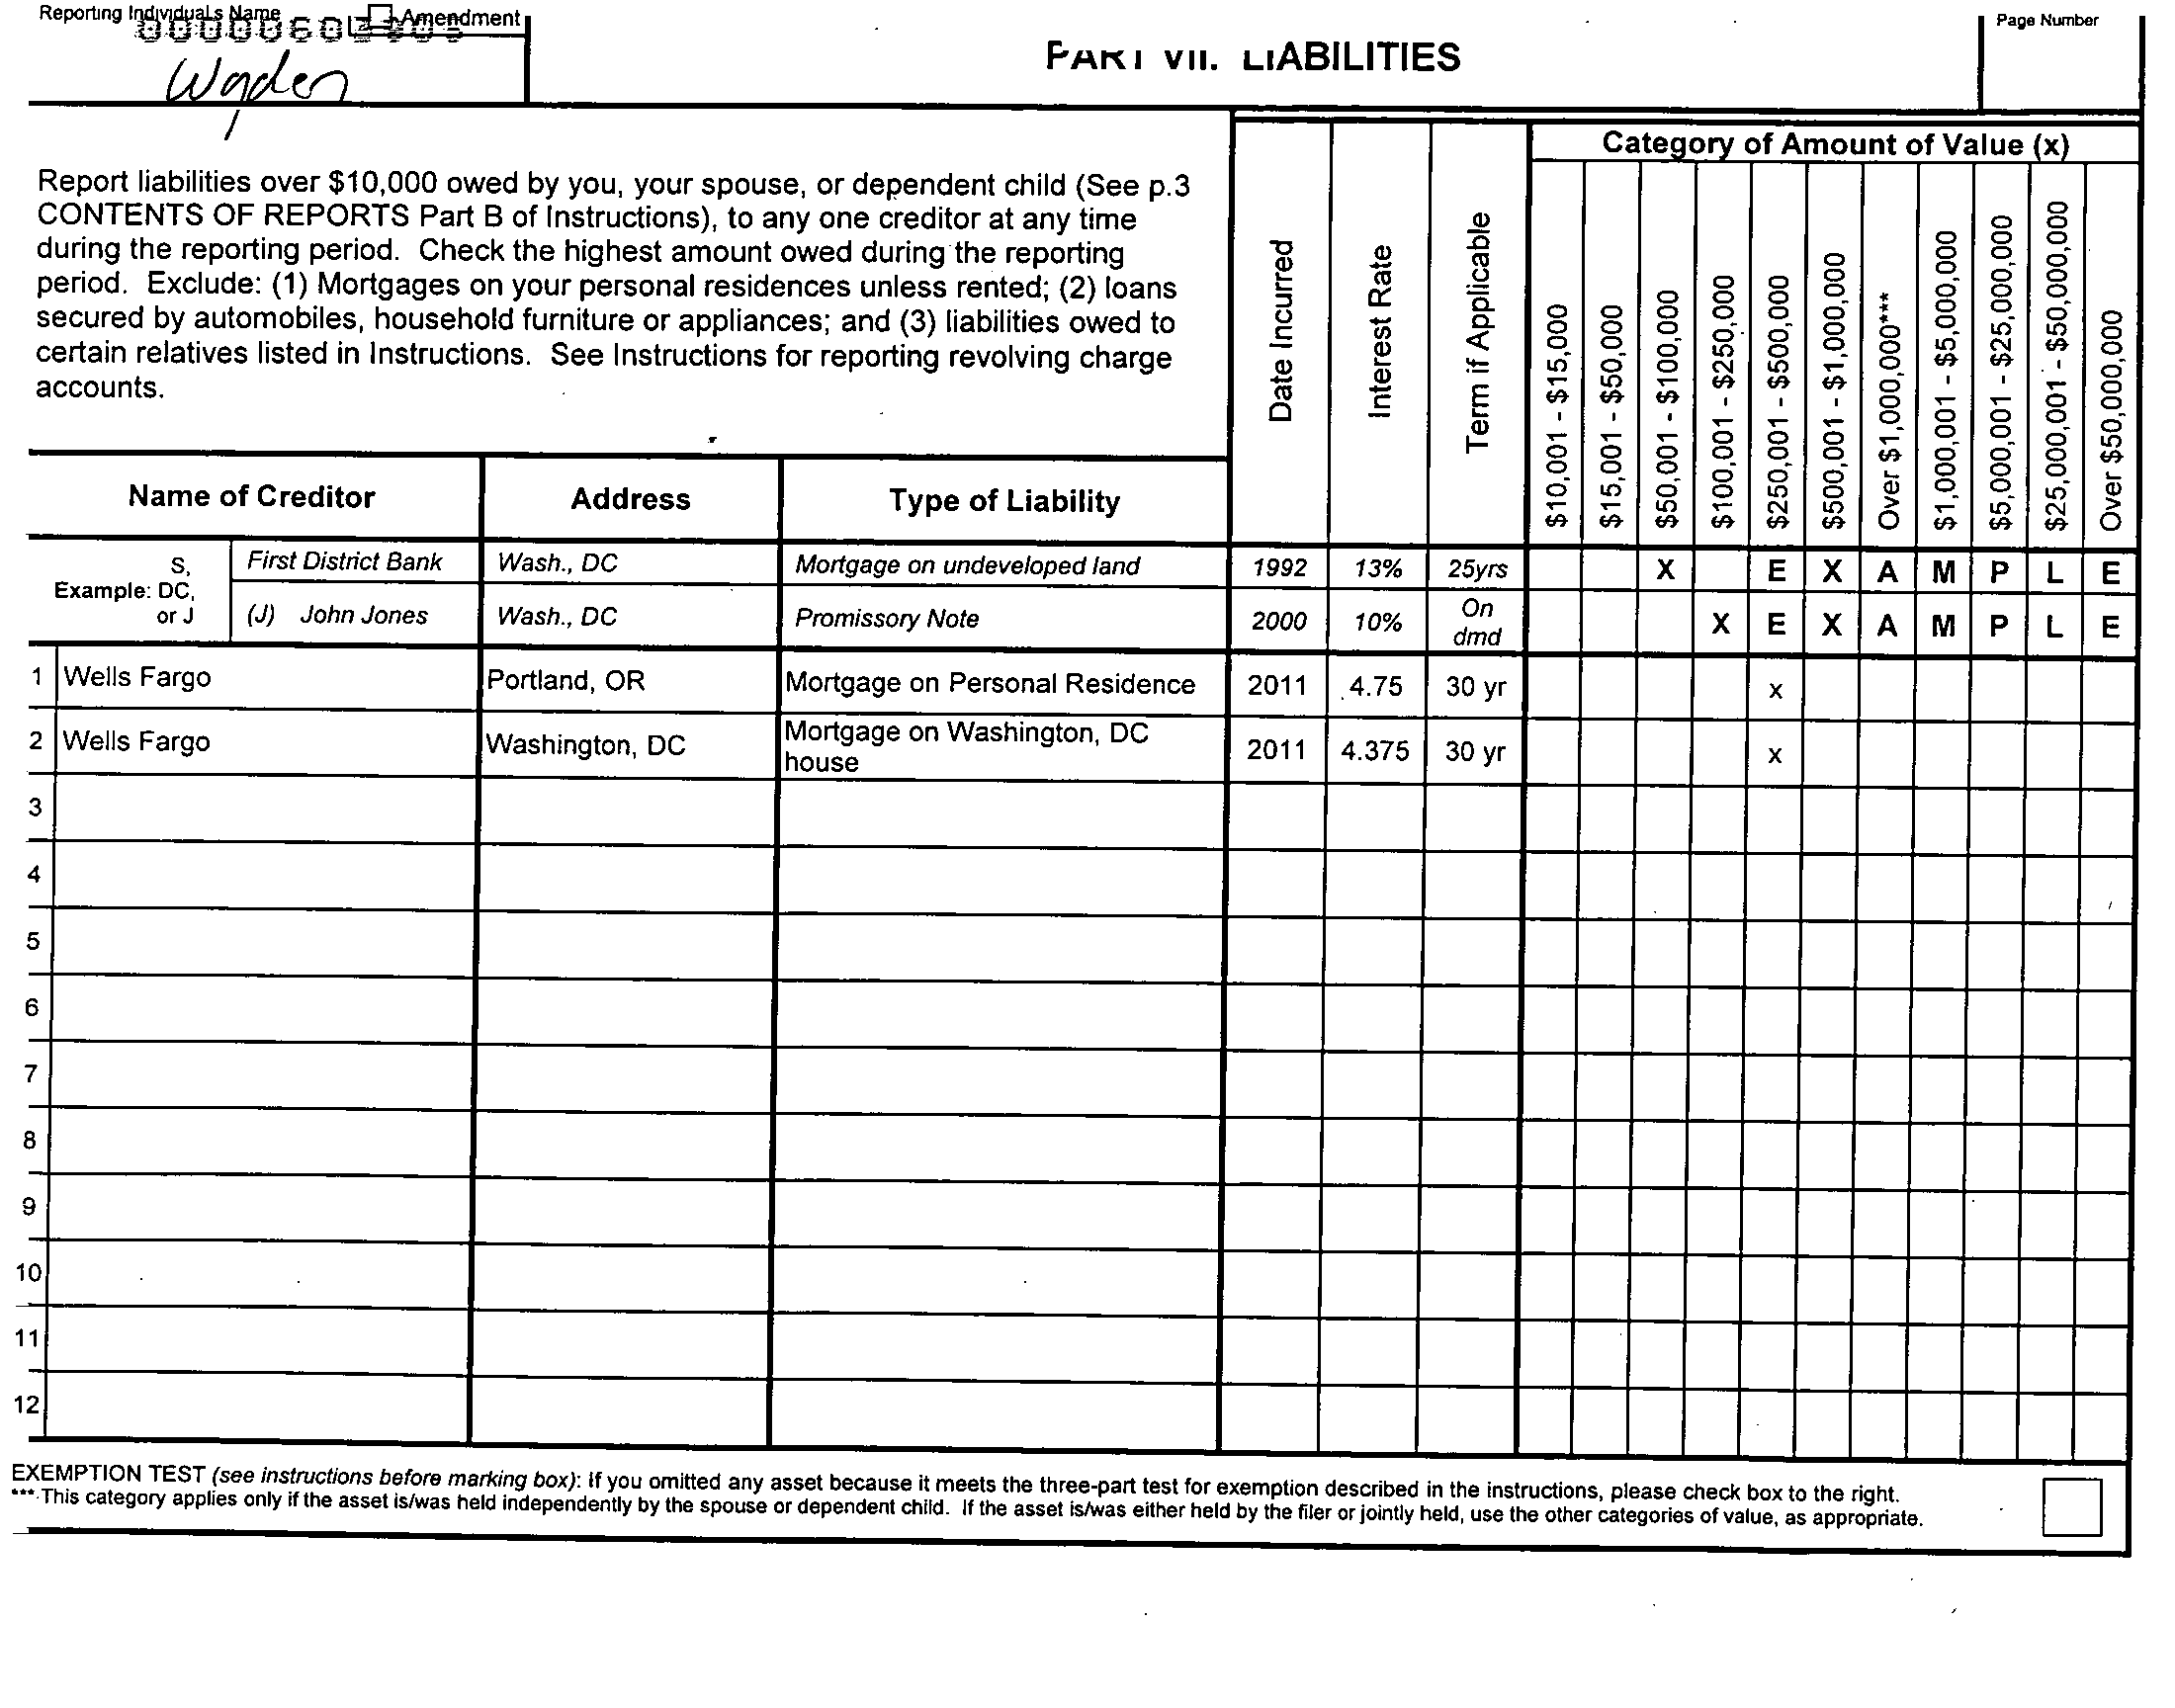 Reporting Individuals Name
Amendment
Wyden
PART VII. LIABILITIES
Page Number
Report liabilities over $10,000 owed by you, your spouse, or dependent child (See p.3
CONTENTS OF REPORTS Part B of Instructions), to any one creditor at any time
during the reporting period. Check the highest amount owed during the reporting
period. Exclude: (1) Mortgages on your personal residences unless rented; (2) loans
secured by automobiles, household furniture or appliances; and (3) liabilities owed to
certain relatives listed in Instructions. See Instructions for reporting revolving charge
accounts.
Date Incurred
Interest Rate
Term if Applicable
Category of Amount of Value (x)
$10,001 - $15,000
$15,001 - $50,000
$50,001 - $100,000
$100,001 - $250,000
$250,001 - $500,000
$500,001 - $1,000,000
Over $1,000,000***
$1,000,001 - $5,000,000
$5,000,001 - $25,000,000
$25,000,001 - $50,000,000
Over $50,000,000
Name of Creditor Address Type of Liability
Example: S, DC, or J
First District Bank Wash., DC Mortgage on undeveloped land 1992 13% 25yrs X E X A M P L E
(J) John Jones Wash., DC Promissory Note 2000 10% On dmd X E X A M P L E
1 Wells Fargo Portland, OR Mortgage on Personal Residence 2011 4.75 30 yr x
2 Wells Fargo Washington, DC Mortgage on Washington, DC house 2011 4.375 30 yr x
3
4
5
6
7
8
9
10
11
12
EXEMPTION TEST (see instructions before marking box): If you omitted any asset because it meets the three-part test for exemption described in the instructions, please check box to the right.
*** This category applies only if the asset is/was held independently by the spouse or dependent child. If the asset is/was either held by the filer or jointly held, use the other categories of value, as appropriate.